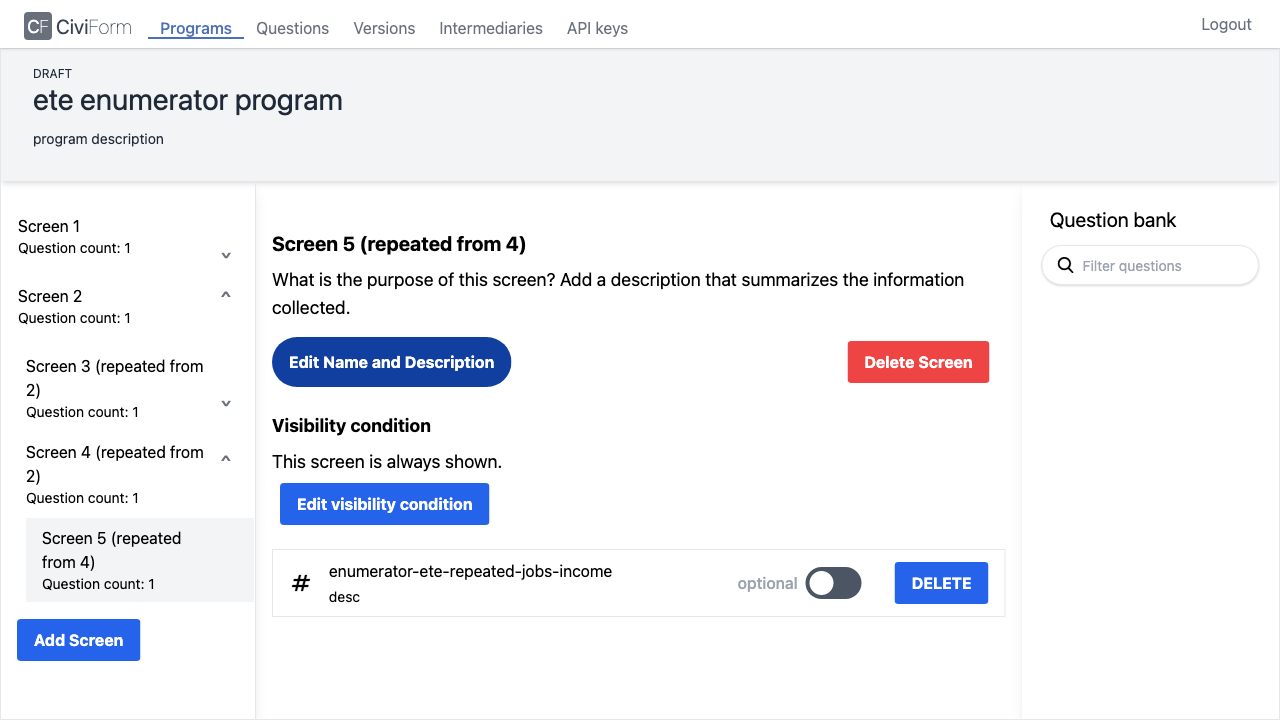 CF CiviForm Programs Questions Versions Intermediaries API keys Logout
DRAFT
ete enumerator program
program description
Screen 1
Question count: 1
Screen 2
Question count: 1
Screen 3 (repeated from
2)
Question count: 1
Screen 4 (repeated from
2)
Question count: 1
Screen 5 (repeated
from 4)
Question count: 1
Add Screen
Screen 5 (repeated from 4)
What is the purpose of this screen? Add a description that summarizes the information
collected.
Edit Name and Description Delete Screen
Visibility condition
This screen is always shown.
Edit visibility condition
# enumerator-ete-repeated-jobs-income
desc
optional DELETE
Question bank
Filter questions